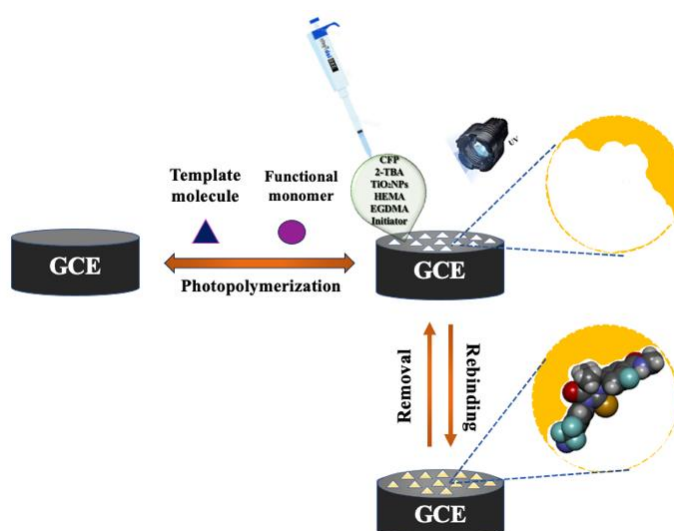 CFP
2-TBA
TiO₂NPs
HEMA
EGDMA
Initiator
UV
Template
molecule
Functional
monomer
GCE
Photopolymerization
GCE
Removal
Rebinding
GCE